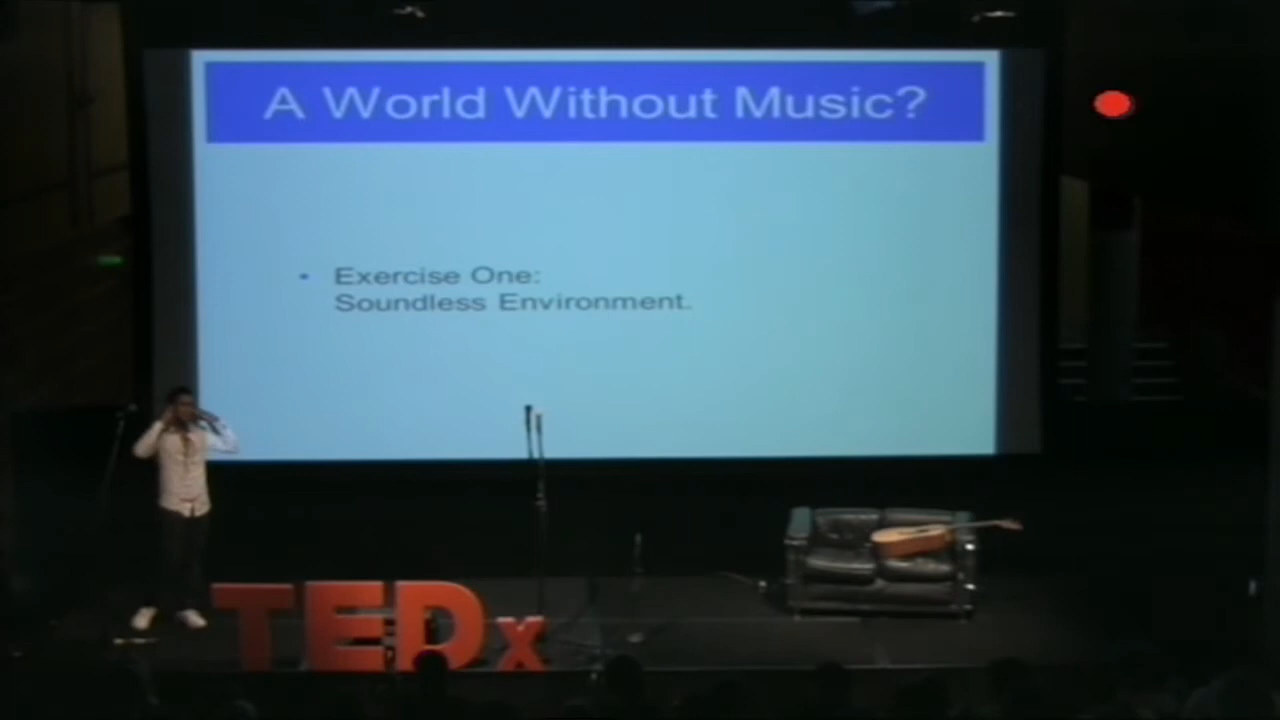 A World Without Music?
• Exercise One:
Soundless Environment.
TEDx